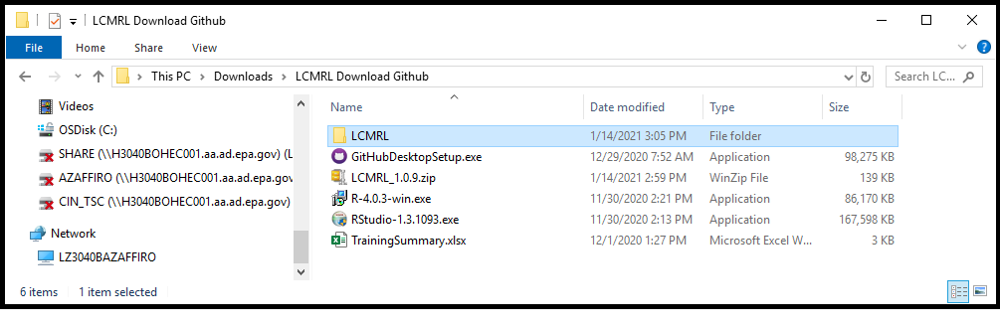 LCMRL Download Github
File Home Share View
This PC Downloads LCMRL Download Github Search LC...
Videos
OSDisk (C:)
SHARE (\\H3040BOHEC001.aa.ad.epa.gov) (L
AZAFFIRO (\\H3040BOHEC001.aa.ad.epa.gov
CIN_TSC (\\H3040BOHEC001.aa.ad.epa.gov)
Network
LZ3040BAZAFFIRO
Name Date modified Type Size
LCMRL 1/14/2021 3:05 PM File folder
GitHubDesktopSetup.exe 12/29/2020 7:52 AM Application 98,275 KB
LCMRL_1.0.9.zip 1/14/2021 2:59 PM WinZip File 139 KB
R-4.0.3-win.exe 11/30/2020 2:21 PM Application 86,170 KB
RStudio-1.3.1093.exe 11/30/2020 2:13 PM Application 167,598 KB
TrainingSummary.xlsx 12/1/2020 1:27 PM Microsoft Excel W... 3 KB
6 items 1 item selected